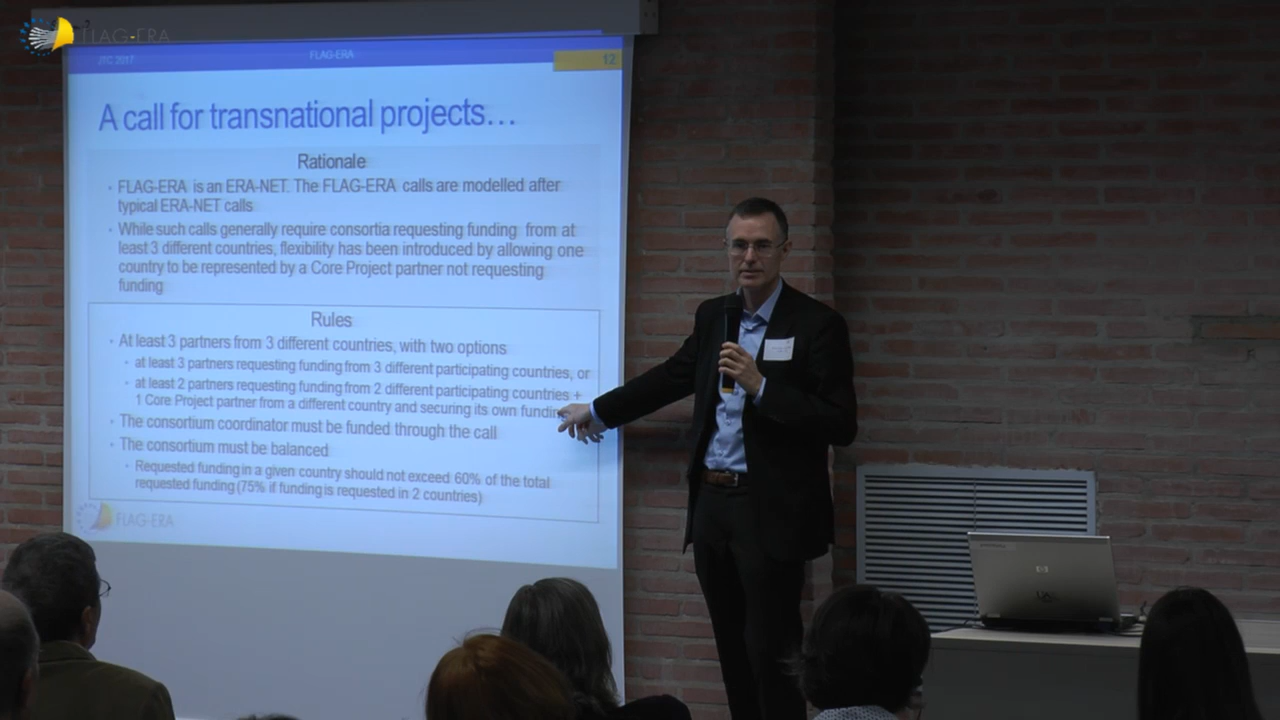 FLAG-ERA
JTC 2017
FLAG-ERA
12
A call for transnational projects…
Rationale
• FLAG-ERA is an ERA-NET. The FLAG-ERA calls are modelled after
typical ERA-NET calls
• While such calls generally require consortia requesting funding from at
least 3 different countries, flexibility has been introduced by allowing one
country to be represented by a Core Project partner not requesting
funding
Rules
• At least 3 partners from 3 different countries, with two options
• at least 3 partners requesting funding from 3 different participating countries, or
• at least 2 partners requesting funding from 2 different participating countries +
1 Core Project partner from a different country and securing its own fundin
• The consortium coordinator must be funded through the call
• The consortium must be balanced
• Requested funding in a given country should not exceed 60% of the total
requested funding (75% if funding is requested in 2 countries)
FLAG-ERA
hp